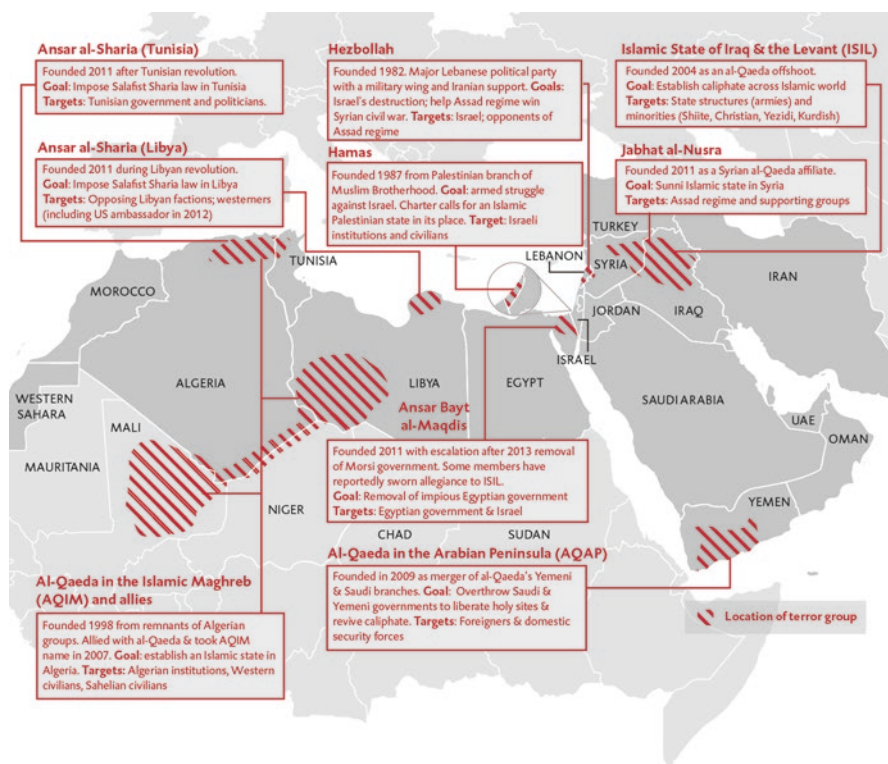 Ansar al-Sharia (Tunisia)
Founded 2011 after Tunisian revolution.
Goal: Impose Salafist Sharia law in Tunisia
Targets: Tunisian government and politicians.
Hezbollah
Founded 1982. Major Lebanese political party
with a military wing and Iranian support. Goals:
Israel's destruction; help Assad regime win
Syrian civil war. Targets: Israel; opponents of
Assad regime
Islamic State of Iraq & the Levant (ISIL)
Founded 2004 as an al-Qaeda offshoot.
Goal: Establish caliphate across Islamic world
Targets: State structures (armies) and
minorities (Shiite, Christian, Yezidi, Kurdish)
Ansar al-Sharia (Libya)
Founded 2011 during Libyan revolution.
Goal: Impose Salafist Sharia law in Libya
Targets: Opposing Libyan factions; westerners
(including US ambassador in 2012)
Hamas
Founded 1987 from Palestinian branch of
Muslim Brotherhood. Goal: armed struggle
against Israel. Charter calls for an Islamic
Palestinian state in its place. Target: Israeli
institutions and civilians
Jabhat al-Nusra
Founded 2011 as a Syrian al-Qaeda affiliate.
Goal: Sunni Islamic state in Syria
Targets: Assad regime and supporting groups
TURKEY
TUNISIA
LEBANON
SYRIA
IRAN
MOROCCO
JORDAN
IRAQ
ISRAEL
ALGERIA
LIBYA
EGYPT
WESTERN
SAHARA
SAUDI ARABIA
MALI
UAE
OMAN
MAURITANIA
Ansar Bayt
al-Maqdis
Founded 2011 with escalation after 2013 removal
of Morsi government. Some members have
reportedly sworn allegiance to ISIL.
Goal: Removal of impious Egyptian government
Targets: Egyptian government & Israel
NIGER
YEMEN
CHAD
SUDAN
Al-Qaeda in the Arabian Peninsula (AQAP)
Founded in 2009 as merger of al-Qaeda's Yemeni
& Saudi branches. Goal: Overthrow Saudi &
Yemeni governments to liberate holy sites &
revive caliphate. Targets: Foreigners & domestic
security forces
Al-Qaeda in the Islamic Maghreb
(AQIM) and allies
Founded 1998 from remnants of Algerian
groups. Allied with al-Qaeda & took AQIM
name in 2007. Goal: establish an Islamic state in
Algeria. Targets: Algerian institutions, Western
civilians, Sahelian civilians
Location of terror group